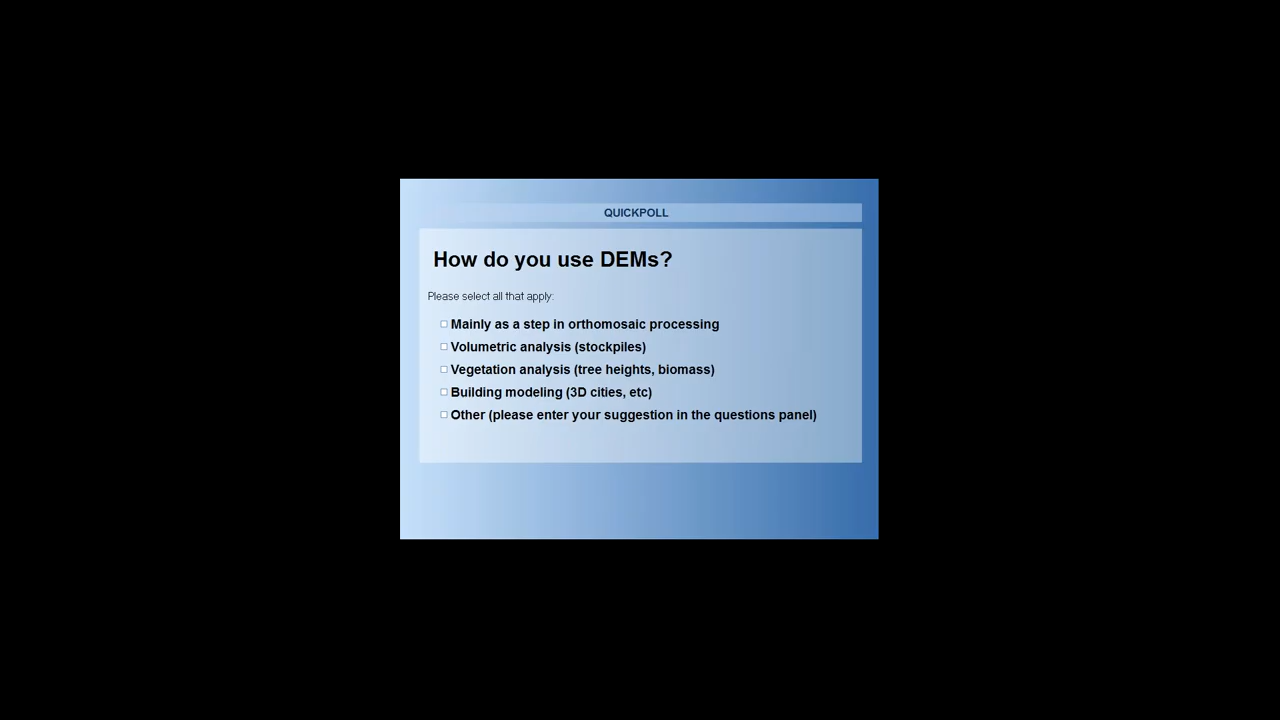 QUICKPOLL
How do you use DEMs?
Please select all that apply:
Mainly as a step in orthomosaic processing
Volumetric analysis (stockpiles)
Vegetation analysis (tree heights, biomass)
Building modeling (3D cities, etc)
Other (please enter your suggestion in the questions panel)